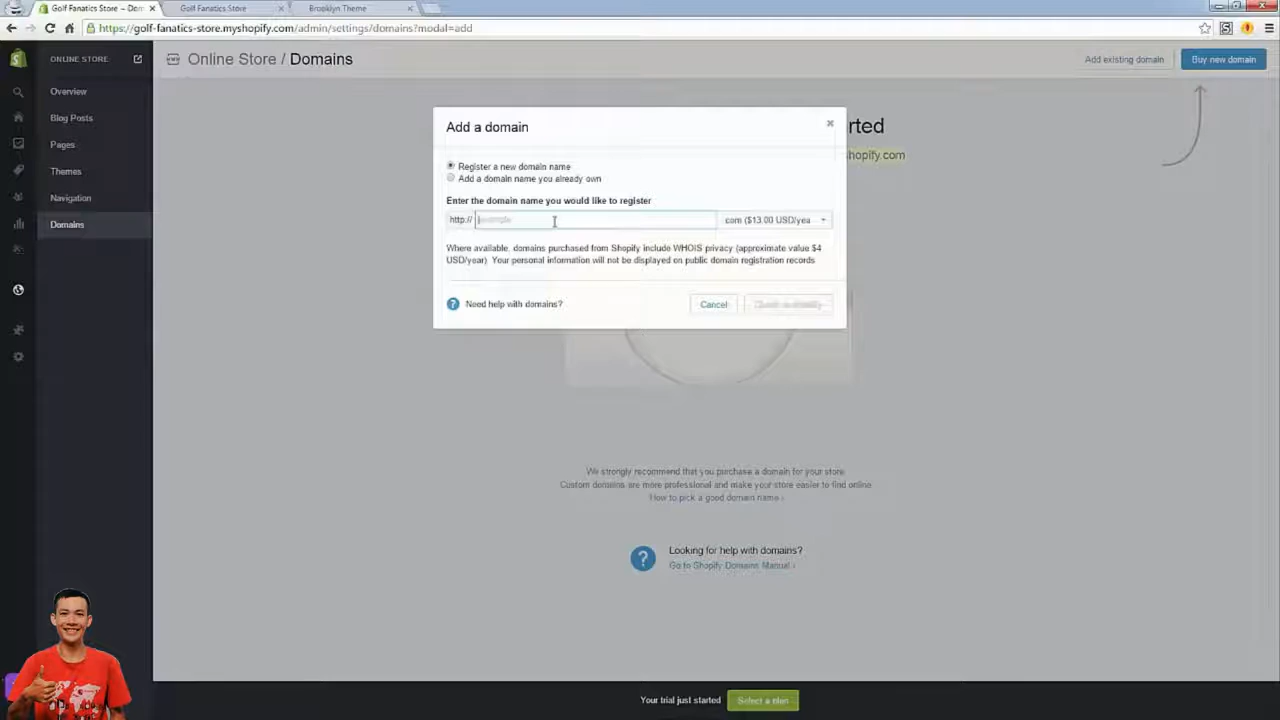 Golf Fanatics Store – Dom
Golf Fanatics Store
Brooklyn Theme
https://golf-fanatics-store.myshopify.com/admin/settings/domains?modal=add
ONLINE STORE
Online Store / Domains
Add existing domain
Buy new domain
Overview
Blog Posts
Pages
Themes
Navigation
Domains
rted
shopify.com
Add a domain
Register a new domain name
Add a domain name you already own
Enter the domain name you would like to register
http://
example
com ($13.00 USD/yea
Where available, domains purchased from Shopify include WHOIS privacy (approximate value $4
USD/year). Your personal information will not be displayed on public domain registration records
? Need help with domains?
Cancel
Check availability
We strongly recommend that you purchase a domain for your store.
Custom domains are more professional and make your store easier to find online.
How to pick a good domain name ›
? Looking for help with domains?
Go to Shopify Domains Manual ›
Your trial just started
Select a plan